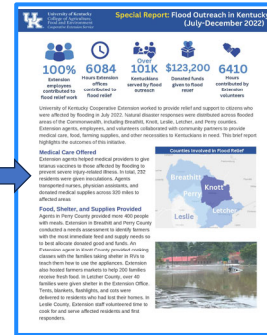 University of Kentucky
College of Agriculture,
Food and Environment
Cooperative Extension Service
Special Report: Flood Outreach in Kentucky
(July-December 2022)
100%
Extension
employees
contributed to
flood relief work
6084
Hours Extension
offices
contributed to
flood relief
Over
101K
Kentuckians
served by flood
outreach
$23,200
Donated funds
given to flood
relief
6410
Hours
contributed by
Extension
volunteers
University of Kentucky Cooperative Extension worked to provide relief and support to citizens who
were affected by flooding in July 2022. Natural disaster responses were distributed across flooded
areas of the Commonwealth, including Breathitt, Knott, Leslie, Letcher, and Perry counties.
Extension agents, employees, and volunteers collaborated with community partners to provide
medical care, food, farming supplies, and other necessities to Kentuckians in need. This brief report
highlights the outcomes of this initiative.
Medical Care Offered
Extension agents helped medical providers to give
tetanus vaccines to those affected by flooding to
prevent severe injury-related illness. In total, 232
residents were given inoculations. Agents
transported nurses, physician assistants, and
donated medical supplies across 320 miles to
affected areas.
Food, Shelter, and Supplies Provided
Agents in Perry County provided more 400 people
with meals. Extension in Breathitt and Perry County
conducted a needs assessment to identify farmers
with the most immediate feed and supply needs so
to best allocate donated good and funds. An
Extension agent in Knott County provided cooking
classes with the families taking shelter in RVs to
teach them how to use the appliances. Extension
also hosted farmers markets to help 200 families
receive fresh food. In Letcher County, over 40
families were given shelter in the Extension Office.
Tents, blankets, flashlights, and cots were
delivered to residents who had lost their homes. In
Leslie County, Extension staff volunteered time to
cook for and serve affected residents and first
responders.
Counties Involved in Flood Relief
Breathitt
Perry
Knott
Leslie
Letcher